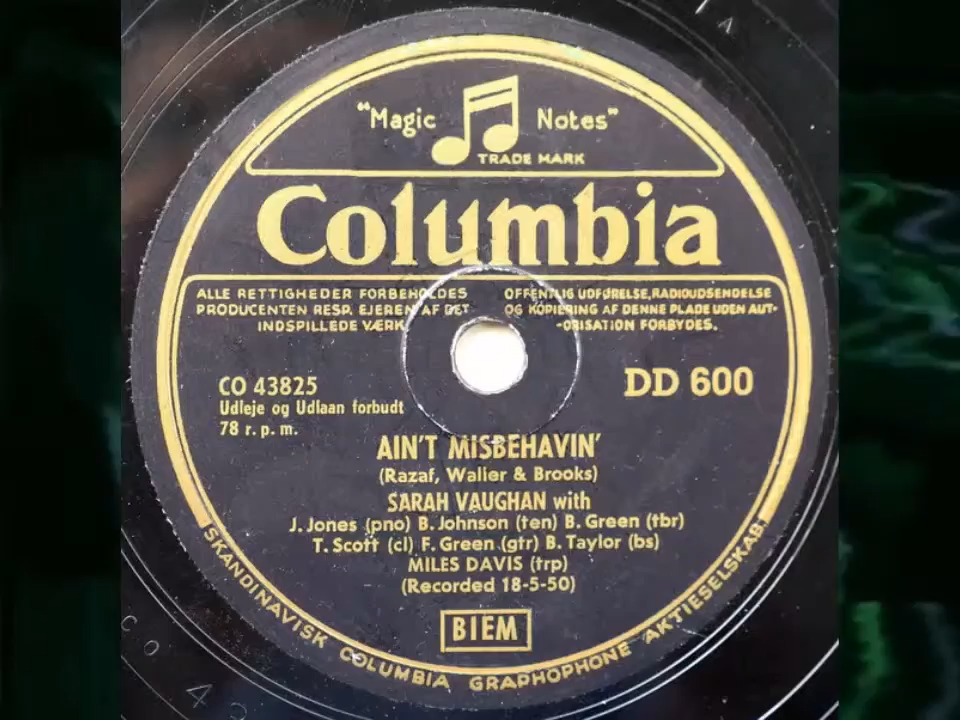 "Magic Notes"
TRADE MARK
Columbia
ALLE RETTIGHEDER FORBEHOLDES
PRODUCENTEN RESP. EJEREN AF DET
INDSPILLEDE VÆRK
OFFENTLIG UDFØRELSE, RADIOUDSENDELSE
OG KOPIERING AF DENNE PLADE UDEN AUT-
-ORISATION FORBYDES.
CO 43825
Udleje og Udlaan forbudt
78 r. p. m.
DD 600
AIN'T MISBEHAVIN'
(Razaf, Waller & Brooks)
SARAH VAUGHAN with
J. Jones (pno) B. Johnson (ten) B. Green (tbr)
T. Scott (cl) F. Green (gtr) B. Taylor (bs)
MILES DAVIS (trp)
(Recorded 18-5-50)
BIEM
SKANDINAVISK COLUMBIA GRAPHOPHONE AKTIESELSKAB.
CO 4